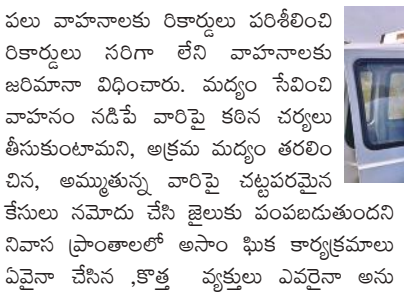 పలు వాహనాలకు రికార్డులు పరిశీలించి
రికార్డులు సరిగా లేని వాహనాలకు
జరిమానా విధించారు. మద్యం సేవించి
వాహనం నడిపే వారిపై కఠిన చర్యలు
తీసుకుంటామని, అక్రమ మద్యం తరలిం
చిన, అమ్ముతున్న వారిపై చట్టపరమైన
కేసులు నమోదు చేసి జైలుకు పంపబడుతుందని
నివాస ప్రాంతాలలో అసాం ఘిక కార్యక్రమాలు
ఏవైనా చేసిన ,కొత్త వ్యక్తులు ఎవరైనా అను